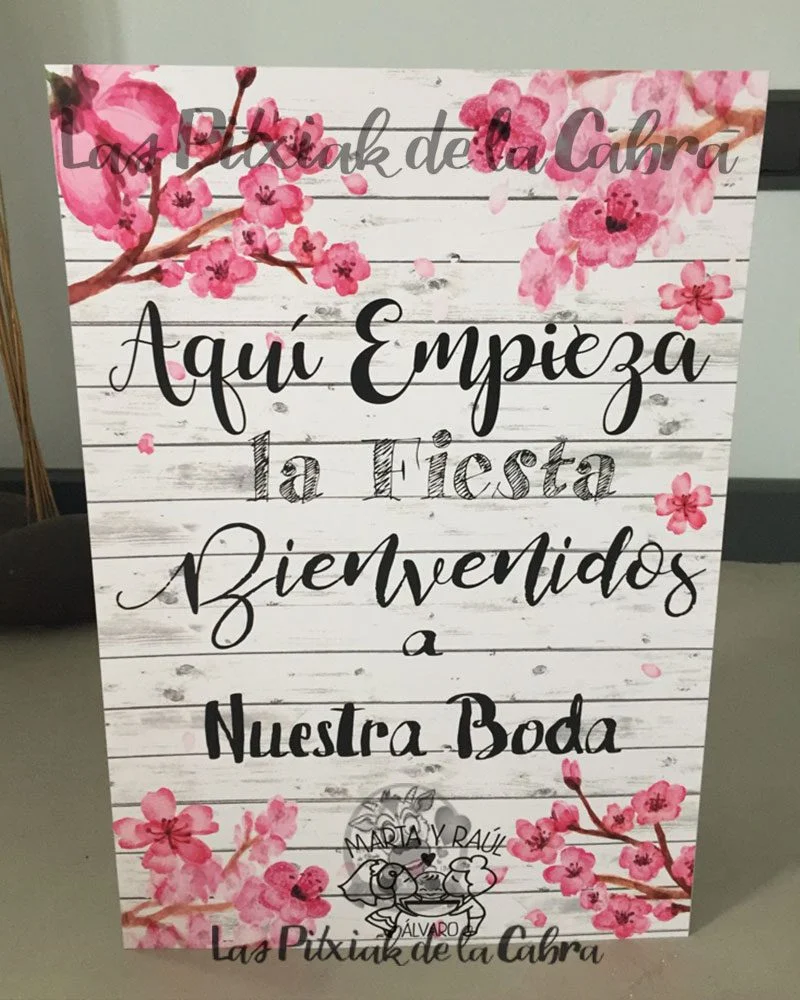 Las Pitxiak de la Cabra
Aquí Empieza
la Fiesta
Bienvenidos
a
Nuestra Boda
MARTA Y RAÚL
ÁLVARO
Las Pitxiak de la Cabra